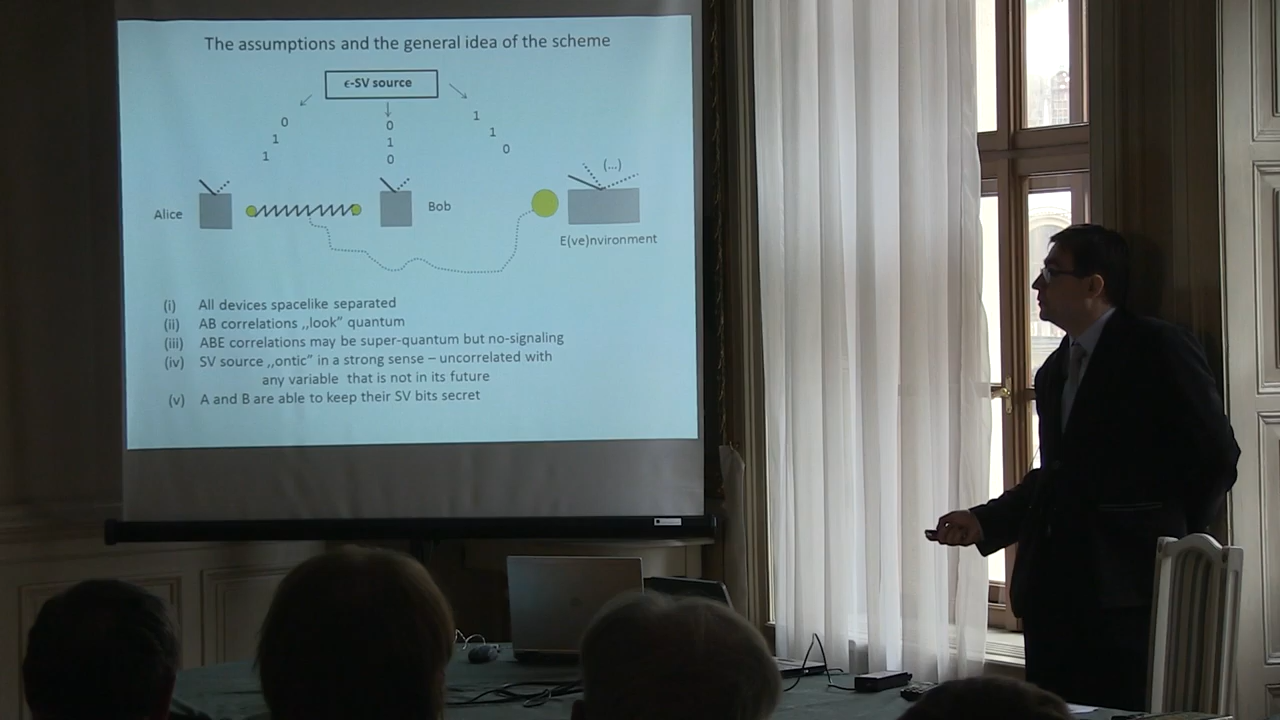 The assumptions and the general idea of the scheme
ϵ-SV source
0
1
1
0
1
0
1
1
0
(...)
Alice
Bob
E(ve)nvironment
(i) All devices spacelike separated
(ii) AB correlations ,,look" quantum
(iii) ABE correlations may be super-quantum but no-signaling
(iv) SV source ,,ontic" in a strong sense – uncorrelated with
any variable that is not in its future
(v) A and B are able to keep their SV bits secret